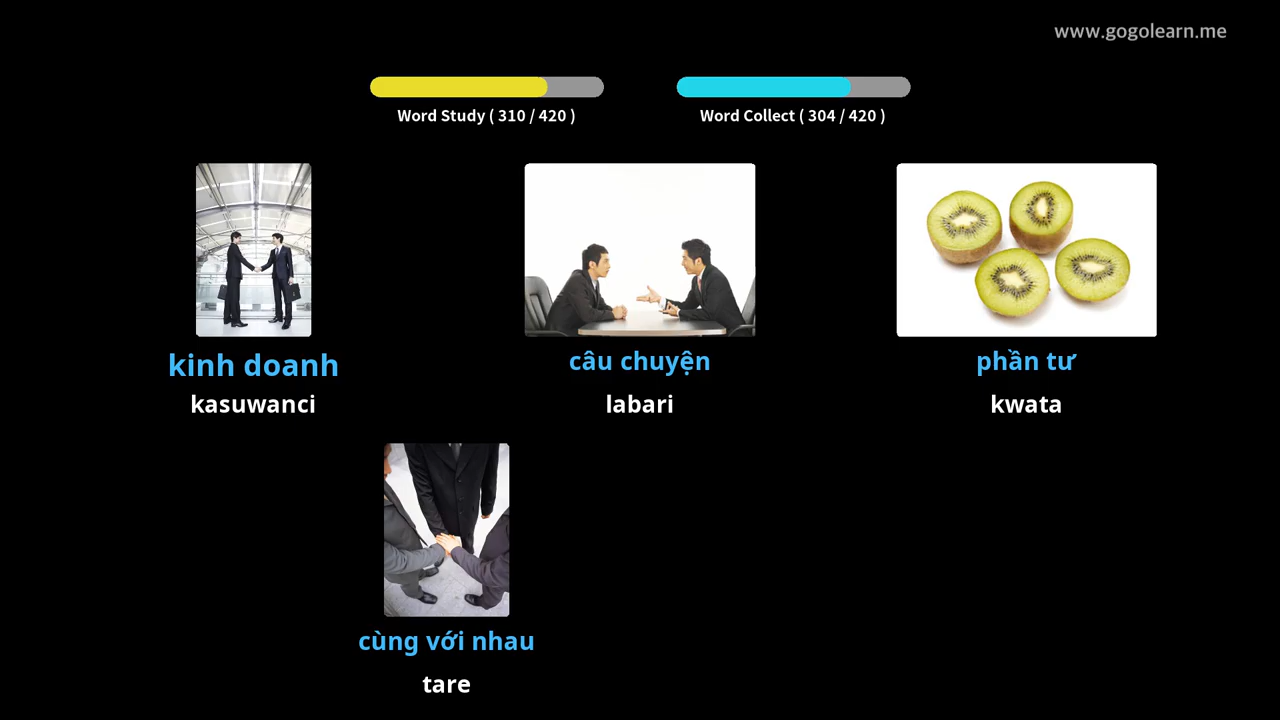 www.gogolearn.me
Word Study ( 310 / 420 )
Word Collect ( 304 / 420 )
kinh doanh
kasuwanci
câu chuyện
labari
phần tư
kwata
cùng với nhau
tare